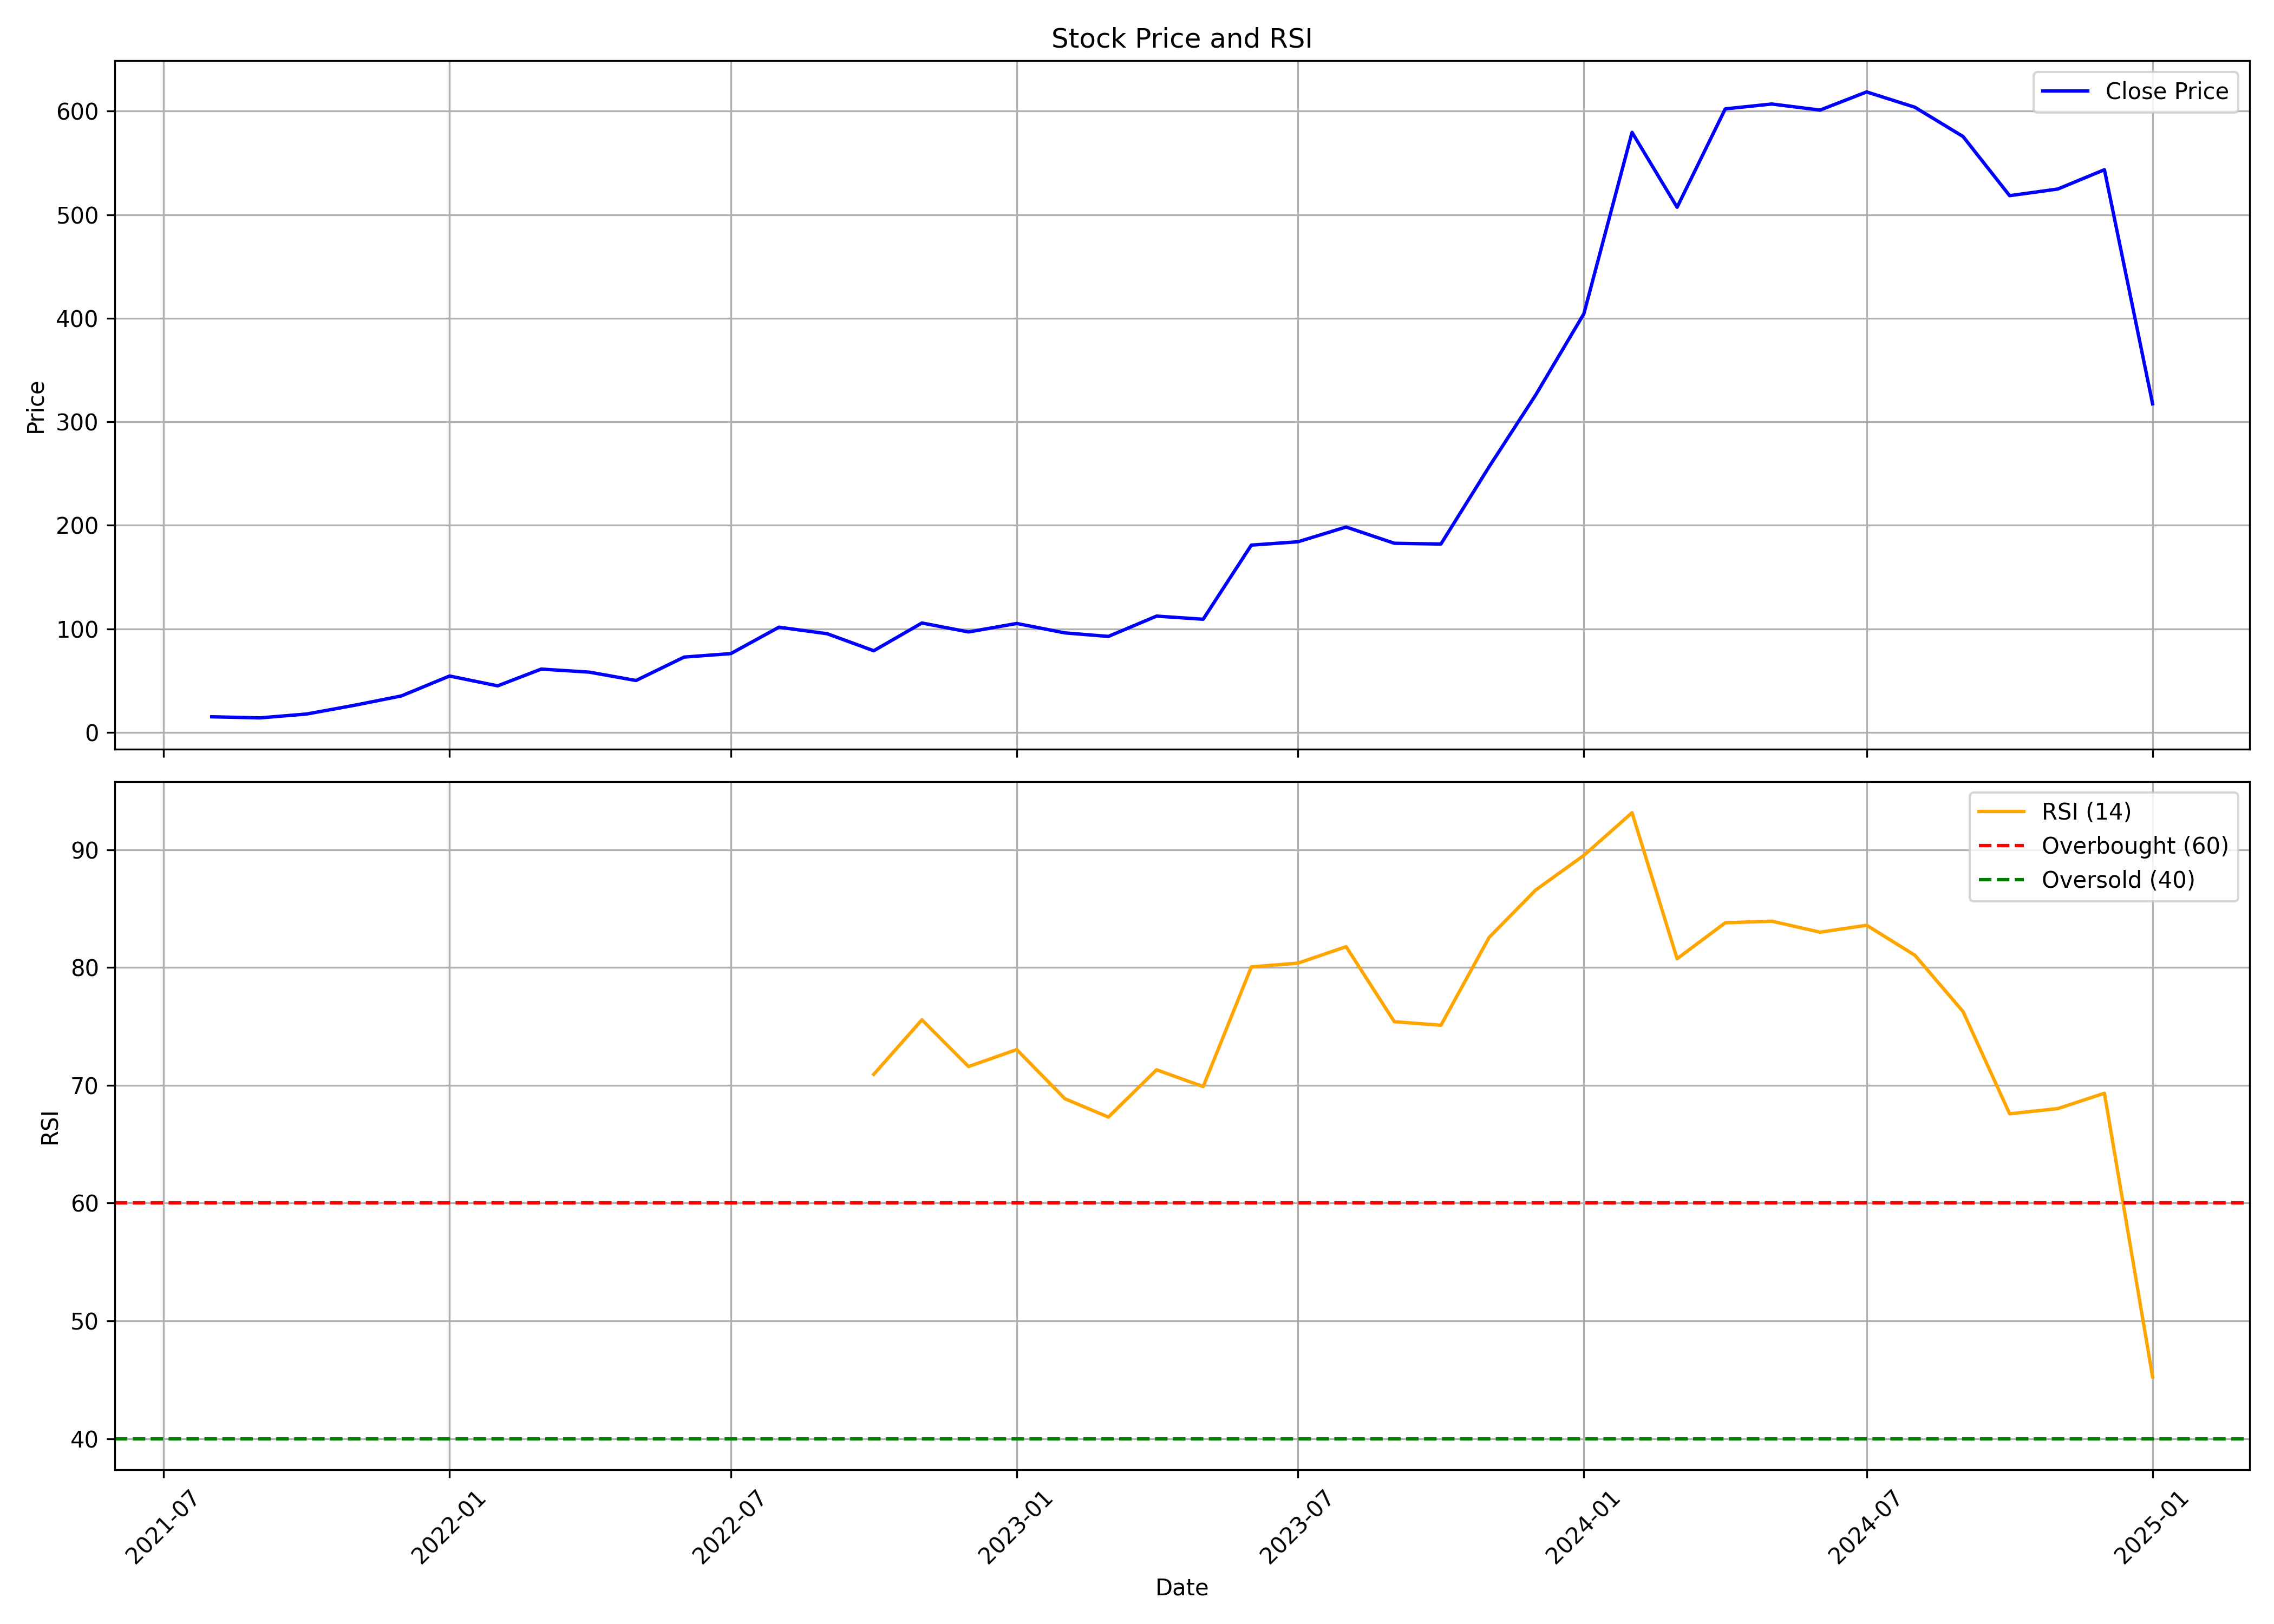 Stock Price and RSI
Close Price
600
500
400
300
200
100
0
Price
RSI (14)
Overbought (60)
Oversold (40)
90
80
70
60
50
40
RSI
2021-07
2022-01
2022-07
2023-01
2023-07
2024-01
2024-07
2025-01
Date